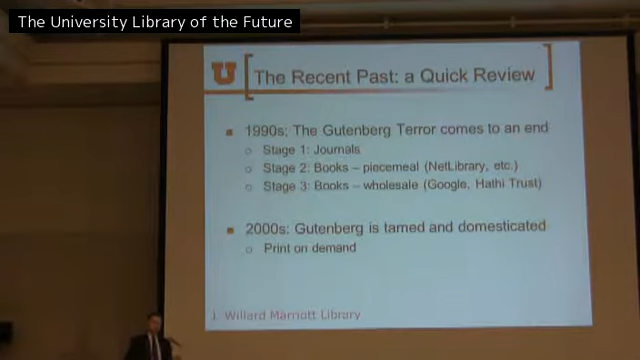 The University Library of the Future
U
The Recent Past: a Quick Review
1990s: The Gutenberg Terror comes to an end
Stage 1: Journals
Stage 2: Books – piecemeal (NetLibrary, etc.)
Stage 3: Books – wholesale (Google, Hathi Trust)
2000s: Gutenberg is tamed and domesticated
Print on demand
J. Willard Marriott Library